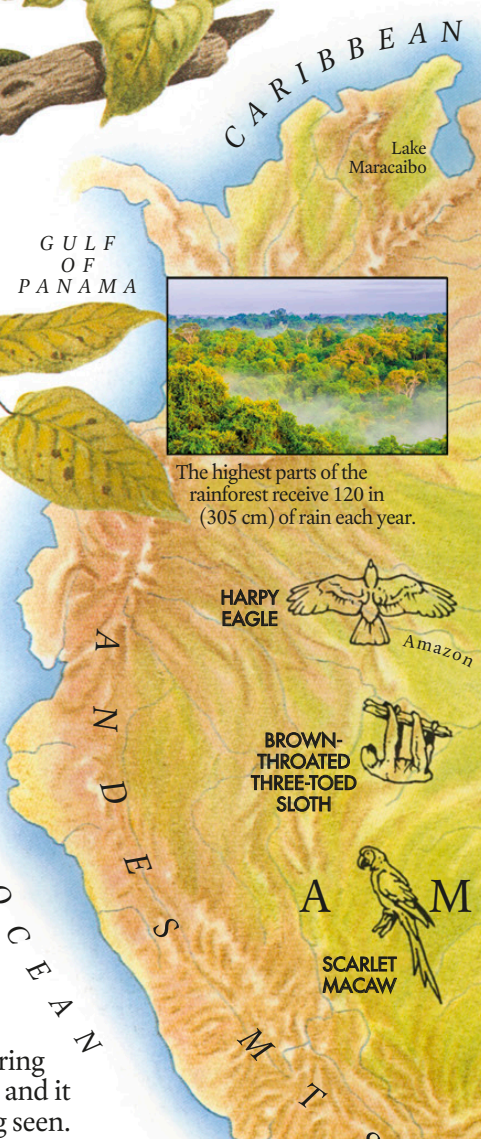 CARIBBEAN
Lake
Maracaibo
GULF
OF
PANAMA
The highest parts of the
rainforest receive 120 in
(305 cm) of rain each year.
HARPY
EAGLE
Amazon
ANDES
BROWN-
THROATED
THREE-TOED
SLOTH
A M
SCARLET
MACAW
OCEAN
MT
ring
and it
g seen.